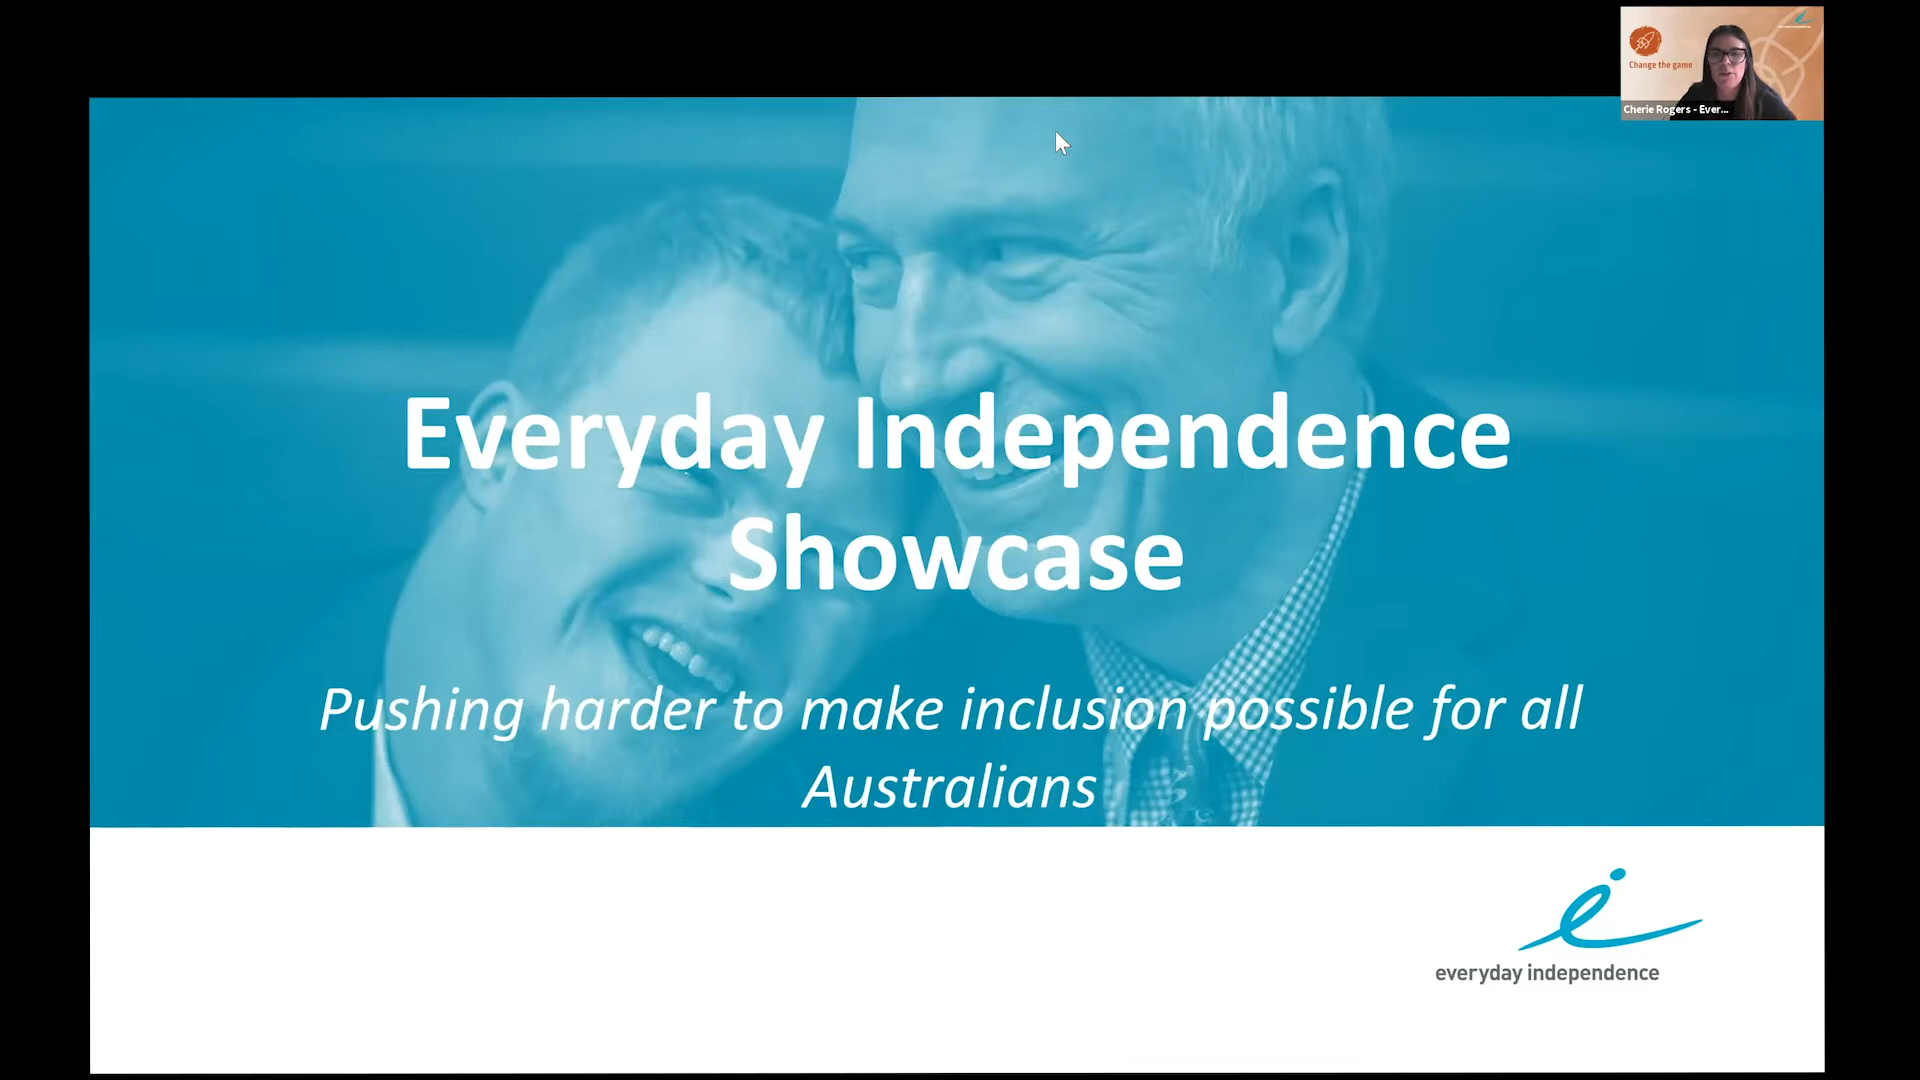 Change the game
Cherie Rogers - Ever...
Everyday Independence
Showcase
Pushing harder to make inclusion possible for all
Australians
everyday independence